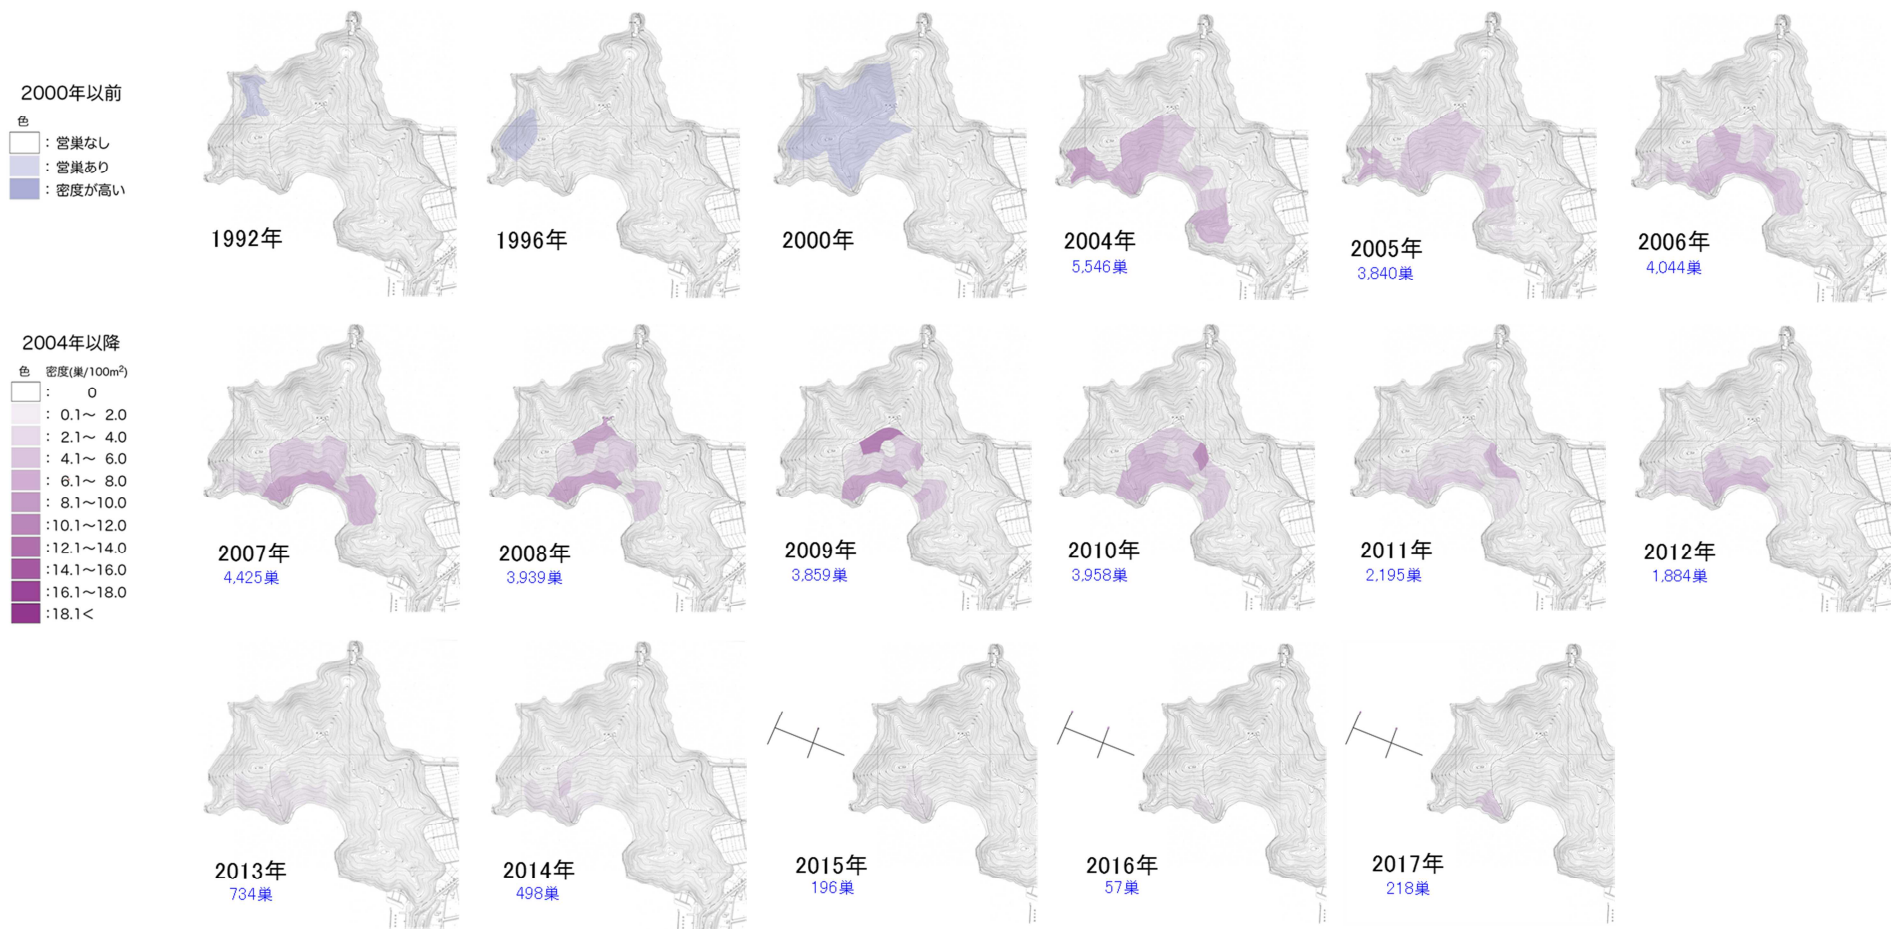 2000年以前
色
：営巣なし
：営巣あり
：密度が高い
1992年
1996年
2000年
2004年
5,546巣
2005年
3,840巣
2006年
4,044巣
2004年以降
色 密度(巣/100m²)
： 0
： 0.1〜 2.0
： 2.1〜 4.0
： 4.1〜 6.0
： 6.1〜 8.0
： 8.1〜10.0
：10.1〜12.0
：12.1〜14.0
：14.1〜16.0
：16.1〜18.0
：18.1<
2007年
4,425巣
2008年
3,939巣
2009年
3,859巣
2010年
3,958巣
2011年
2,195巣
2012年
1,884巣
2013年
734巣
2014年
498巣
2015年
196巣
2016年
57巣
2017年
218巣